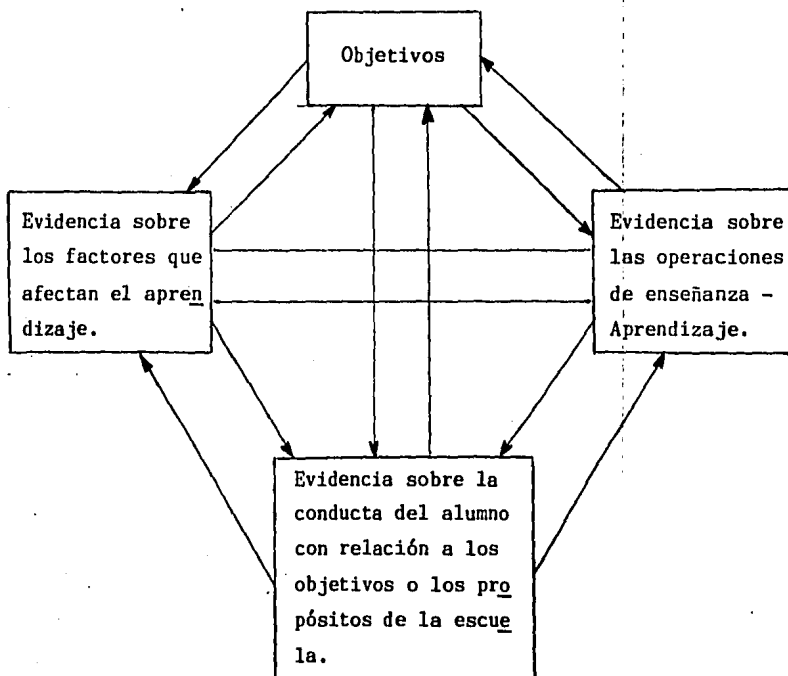 Objetivos
Evidencia sobre
los factores que
afectan el apren
dizaje.
Evidencia sobre
las operaciones
de enseñanza -
Aprendizaje.
Evidencia sobre la
conducta del alumno
con relación a los
objetivos o los pro
pósitos de la escue
la.